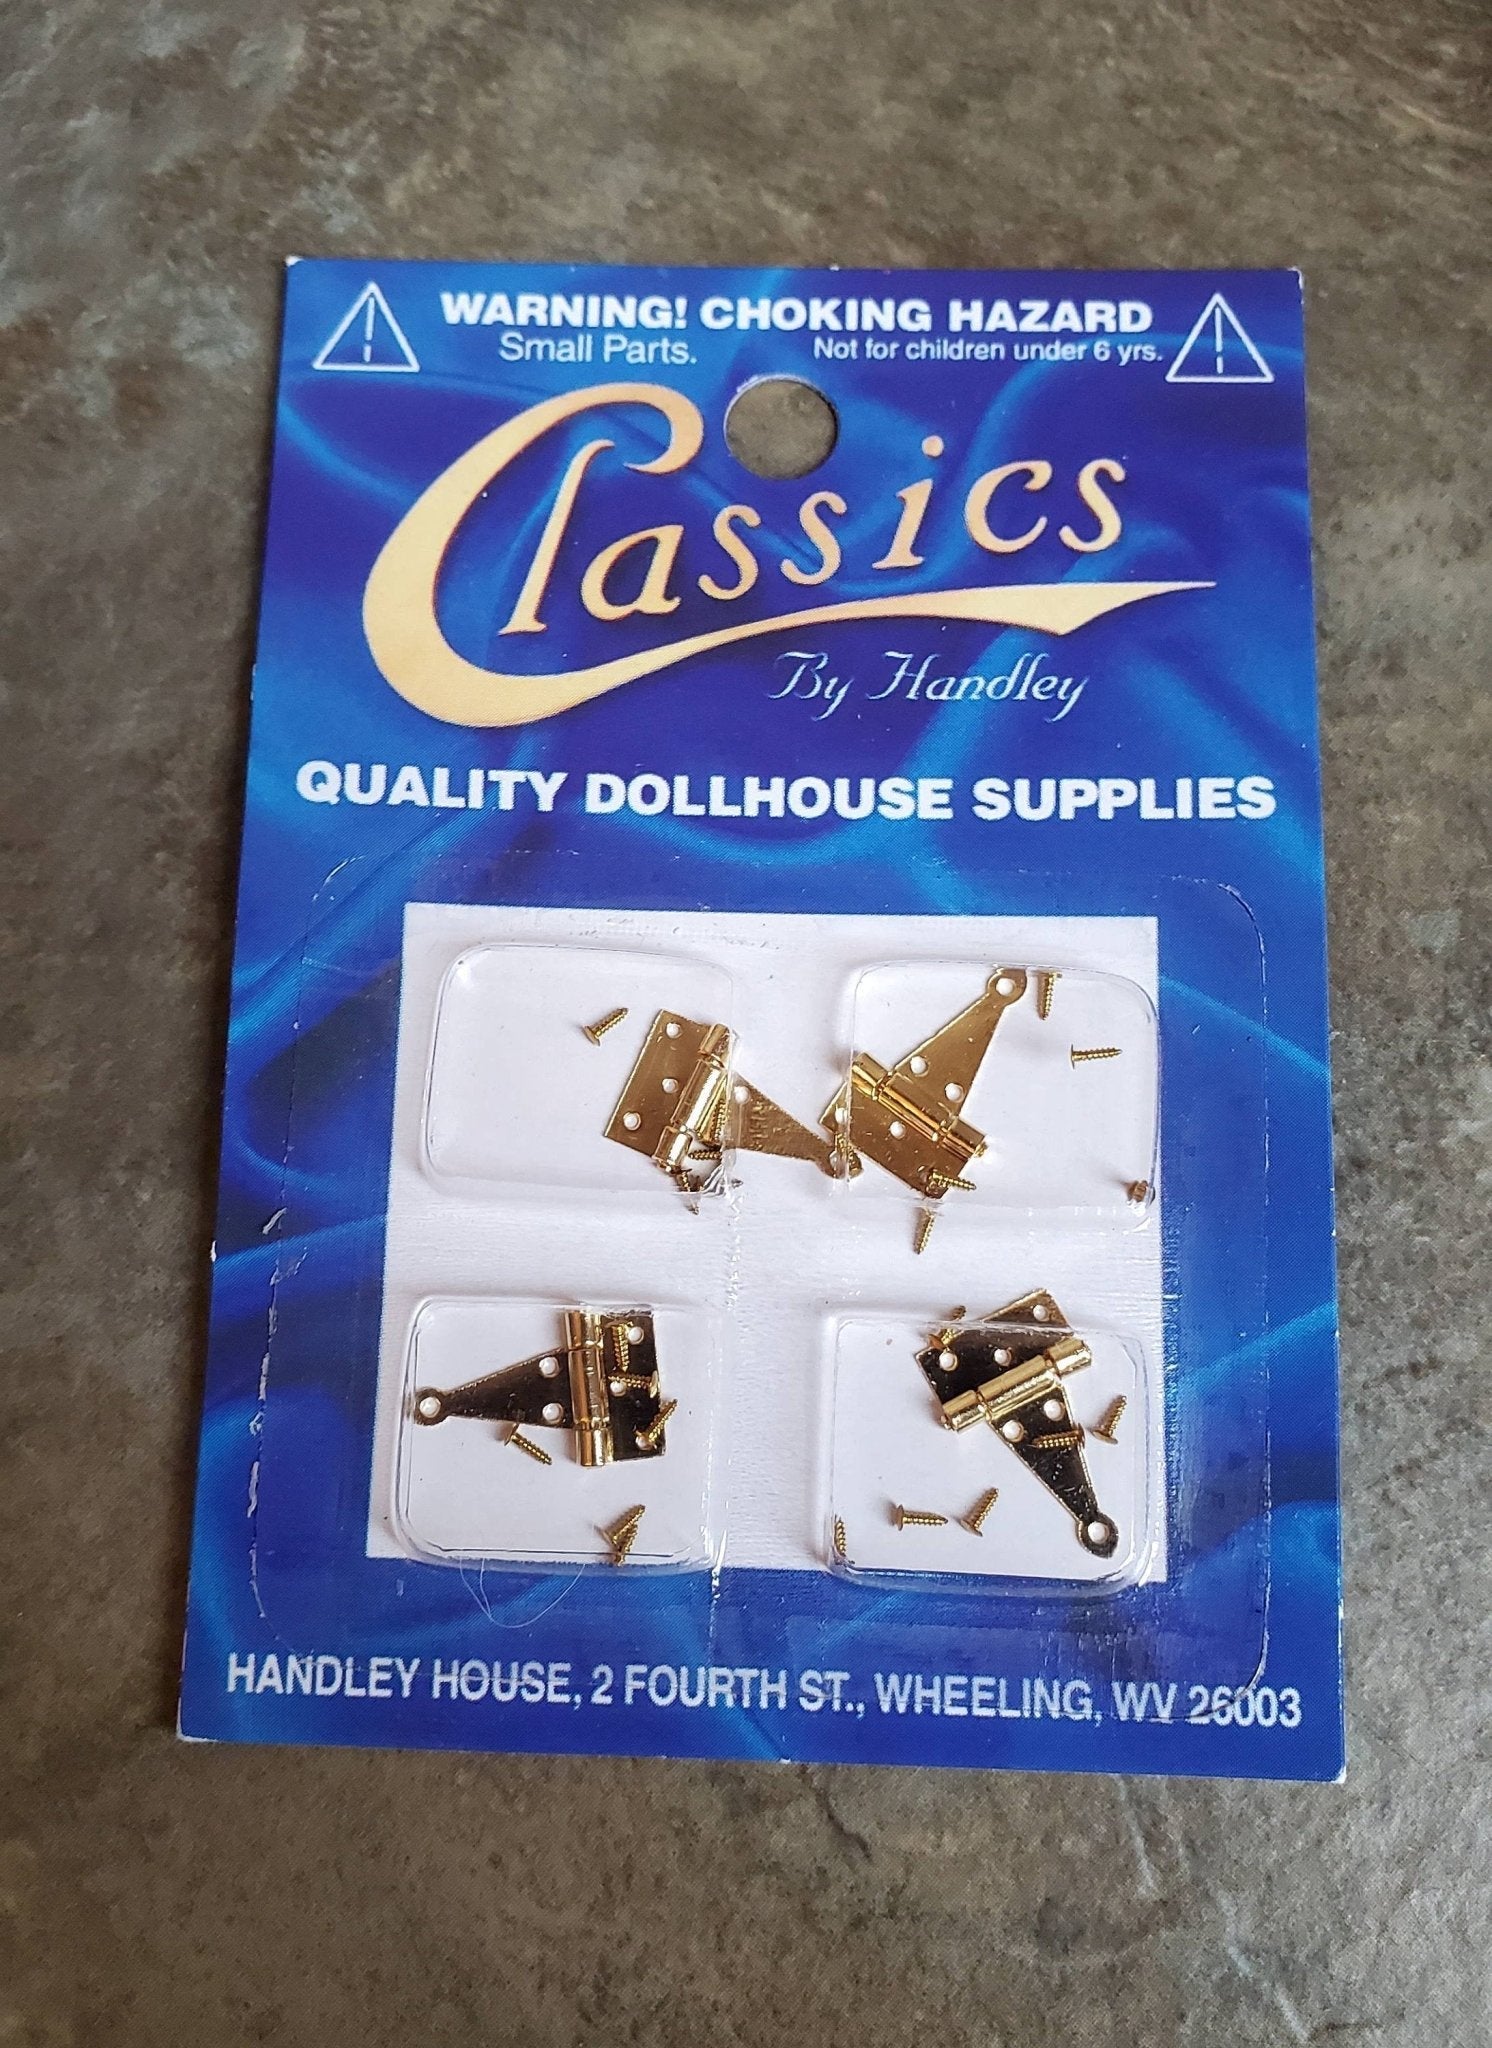 WARNING! CHOKING HAZARD
Small Parts. Not for children under 6 yrs.
Classics
By Handley
QUALITY DOLLHOUSE SUPPLIES
HANDLEY HOUSE, 2 FOURTH ST., WHEELING, WV 26003